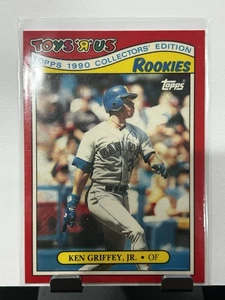 TOYS "R" US
TOPPS 1990 COLLECTORS' EDITION
ROOKIES
topps
KEN GRIFFEY, JR. • OF